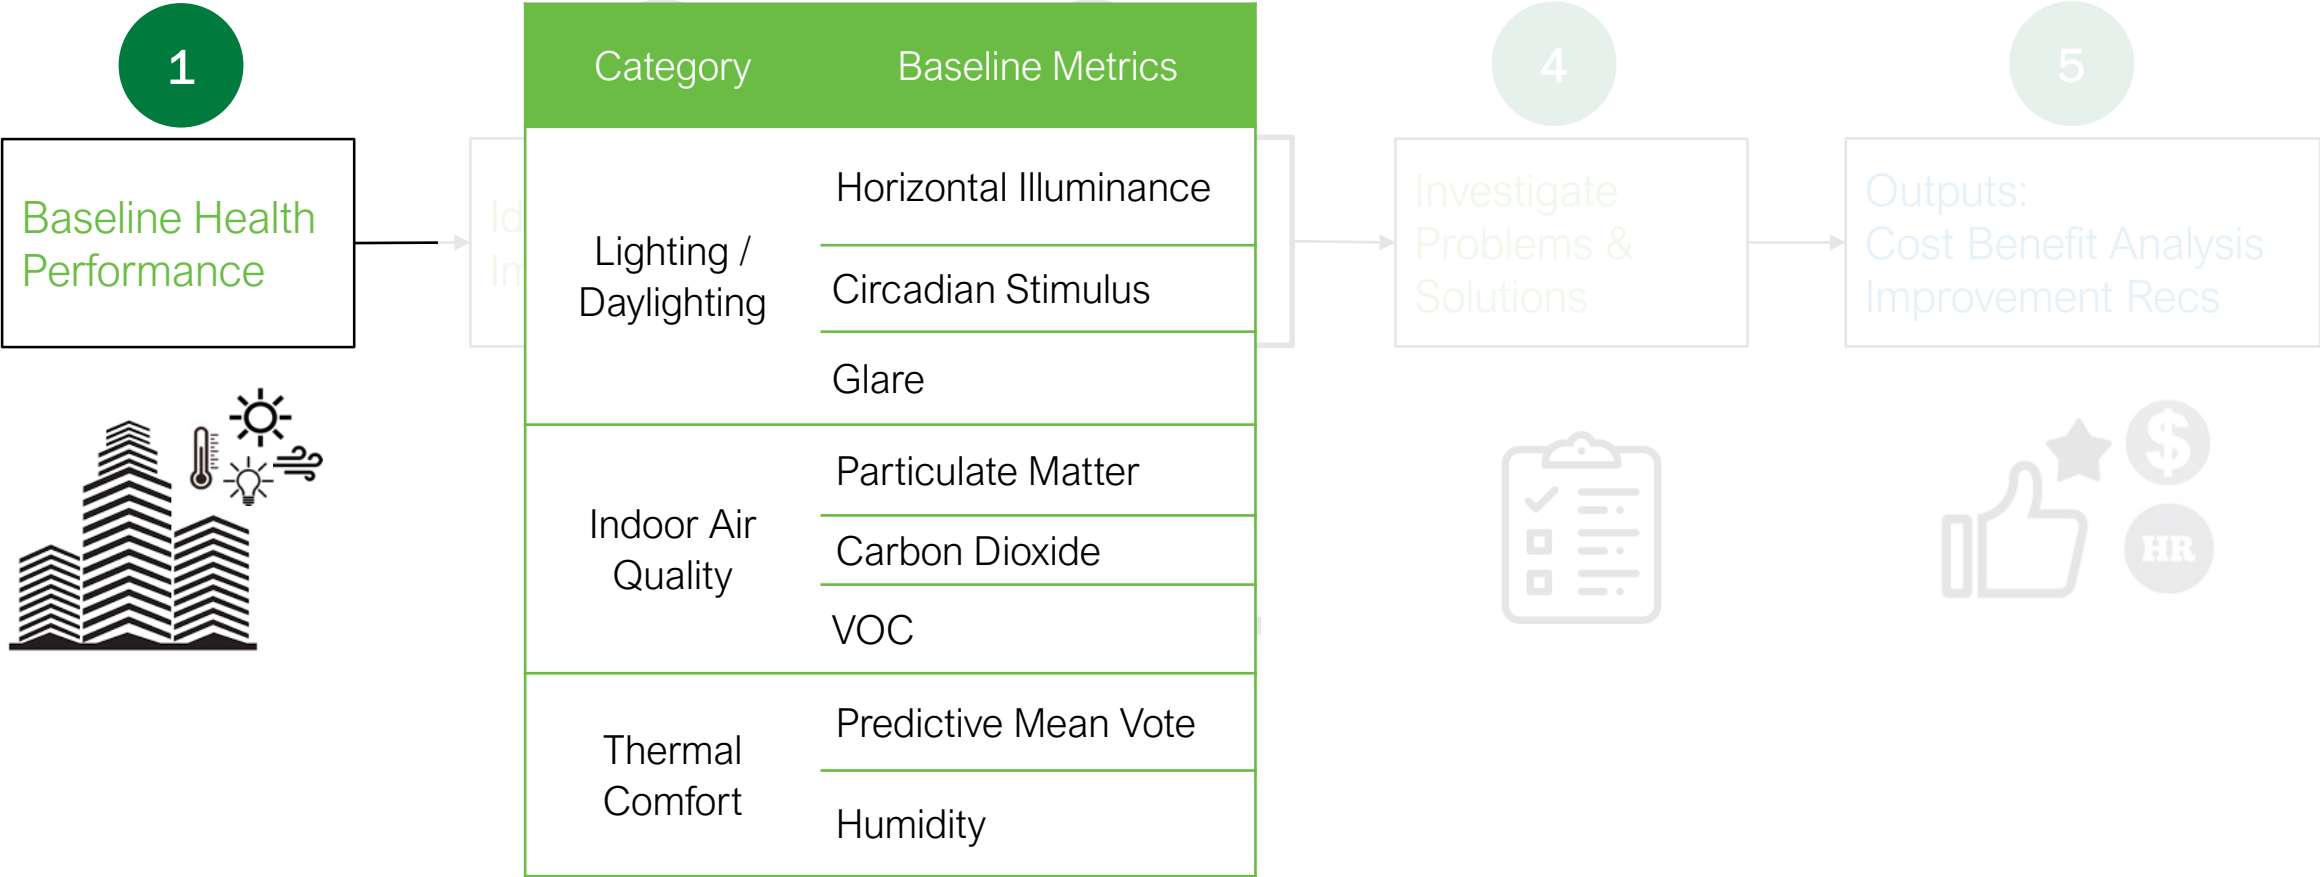 1
Baseline Health
Performance
Category
Baseline Metrics
Lighting /
Daylighting
Horizontal Illuminance
Circadian Stimulus
Glare
Indoor Air
Quality
Particulate Matter
Carbon Dioxide
VOC
Thermal
Comfort
Predictive Mean Vote
Humidity
4
Investigate
Problems &
Solutions
5
Outputs:
Cost Benefit Analysis
Improvement Recs
$
HR